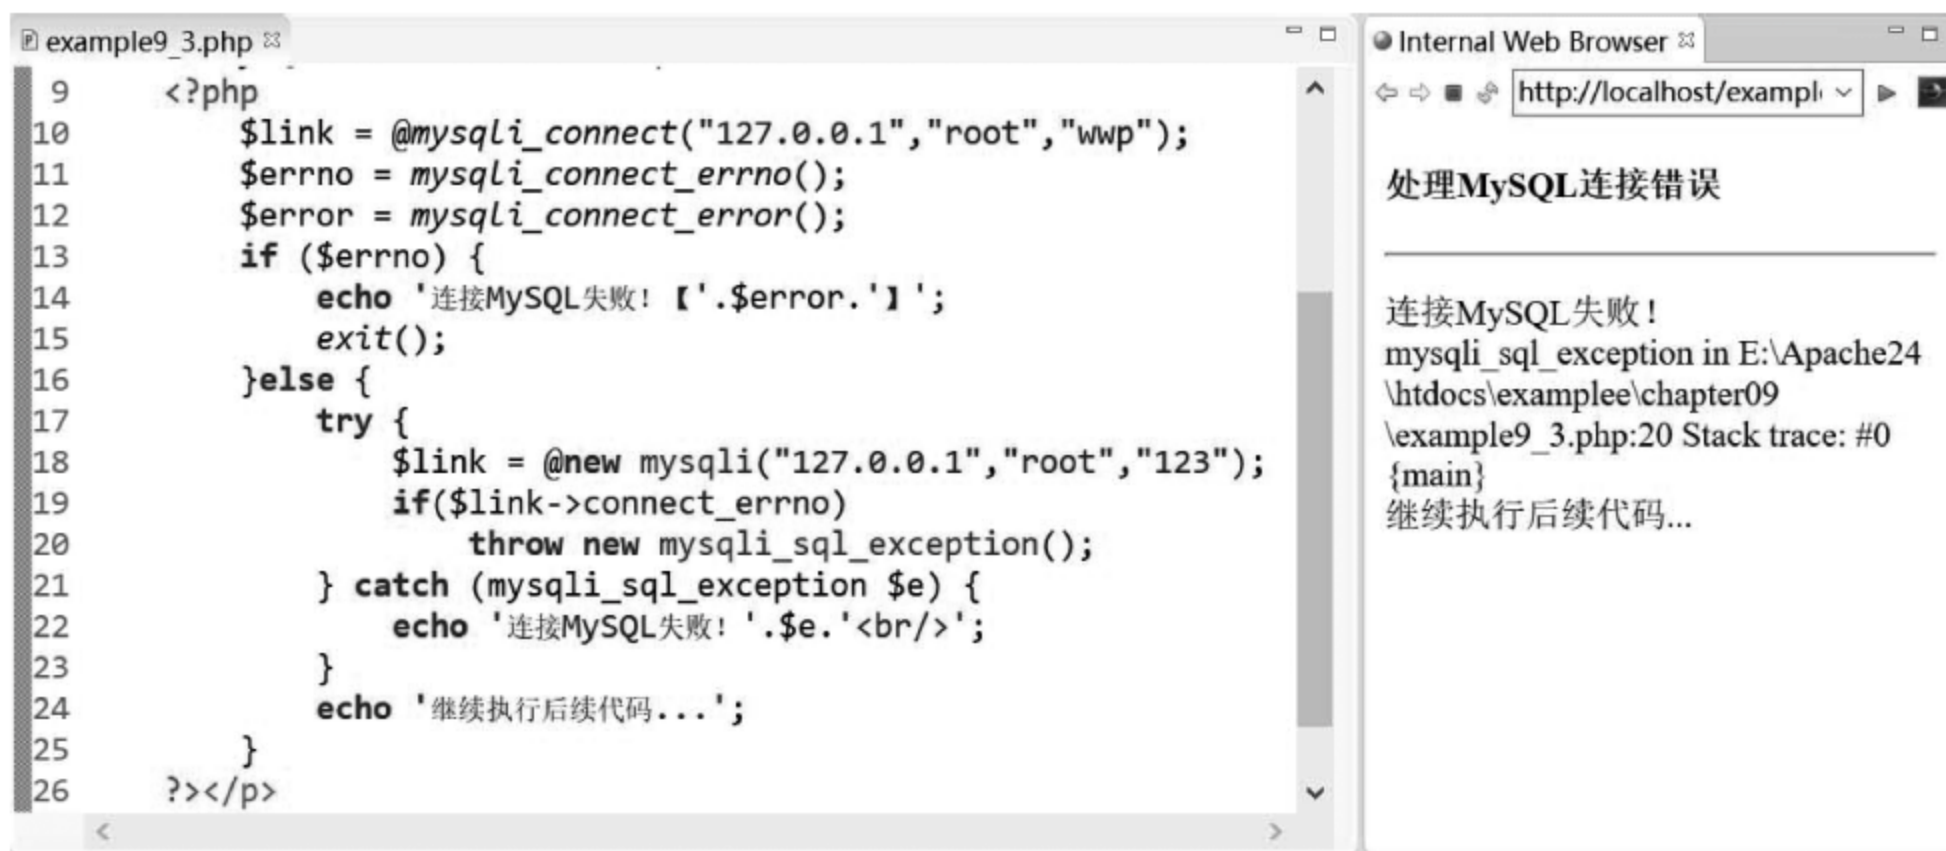 example9_3.php
9 <?php
10 $link = @mysqli_connect("127.0.0.1","root","wwp");
11 $errno = mysqli_connect_errno();
12 $error = mysqli_connect_error();
13 if ($errno) {
14 echo '连接MySQL失败！【'.$error.'】';
15 exit();
16 }else {
17 try {
18 $link = @new mysqli("127.0.0.1","root","123");
19 if($link->connect_errno)
20 throw new mysqli_sql_exception();
21 } catch (mysqli_sql_exception $e) {
22 echo '连接MySQL失败！'.$e.'<br/>';
23 }
24 echo '继续执行后续代码...';
25 }
26 ?></p>
Internal Web Browser
http://localhost/exampl
处理MySQL连接错误
连接MySQL失败！
mysqli_sql_exception in E:\Apache24
\htdocs\examplee\chapter09
\example9_3.php:20 Stack trace: #0
{main}
继续执行后续代码...